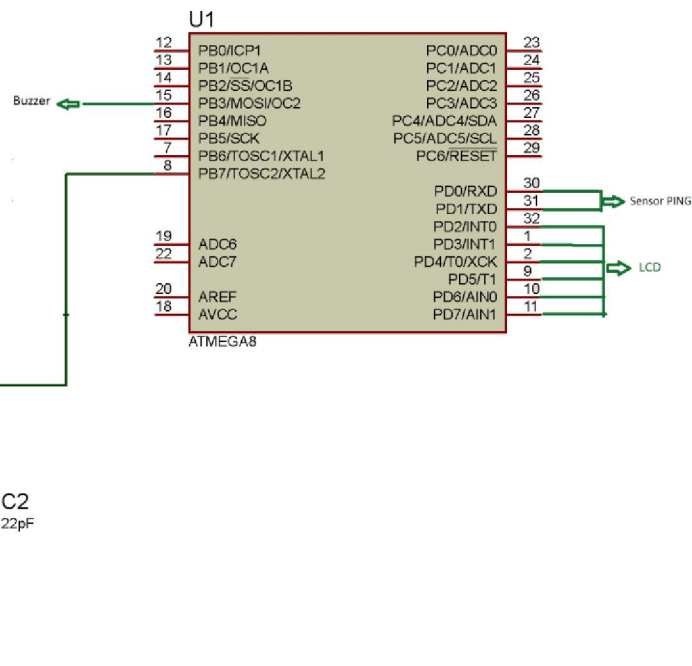 U1
12 PB0/ICP1 PC0/ADC0 23
13 PB1/OC1A PC1/ADC1 24
14 PB2/SS/OC1B PC2/ADC2 25
Buzzer 15 PB3/MOSI/OC2 PC3/ADC3 26
16 PB4/MISO PC4/ADC4/SDA 27
17 PB5/SCK PC5/ADC5/SCL 28
7 PB6/TOSC1/XTAL1 PC6/RESET 29
8 PB7/TOSC2/XTAL2
PD0/RXD 30
PD1/TXD 31 Sensor PING
PD2/INT0 32
19 ADC6 PD3/INT1 1
22 ADC7 PD4/T0/XCK 2 LCD
PD5/T1 9
20 AREF PD6/AIN0 10
18 AVCC PD7/AIN1 11
ATMEGA8
C2
22pF